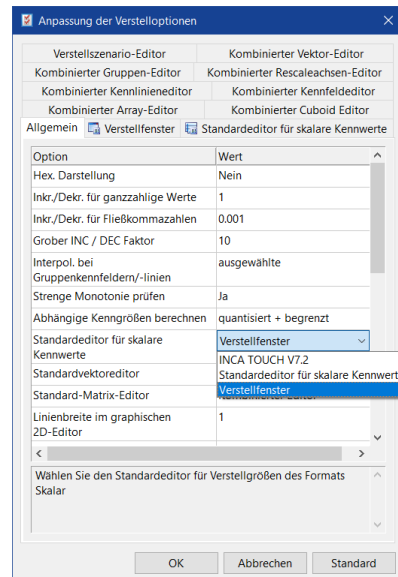 Anpassung der Verstelloptionen
Verstellszenario-Editor Kombinierter Vektor-Editor
Kombinierter Gruppen-Editor Kombinierter Rescaleachsen-Editor
Kombinierter Kennlinieneditor Kombinierter Kennfeldeditor
Kombinierter Array-Editor Kombinierter Cuboid Editor
Allgemein Verstellfenster Standardeditor für skalare Kennwerte
Option Wert
Hex. Darstellung Nein
Inkr./Dekr. für ganzzahlige Werte 1
Inkr./Dekr. für Fließkommazahlen 0.001
Grober INC / DEC Faktor 10
Interpol. bei ausgewählte
Gruppenkennfeldern/-linien
Strenge Monotonie prüfen Ja
Abhängige Kenngrößen berechnen quantisiert + begrenzt
Standardeditor für skalare Verstellfenster
Kennwerte
INCA TOUCH V7.2
Standardvektoreditor Standardeditor für skalare Kennwert
Verstellfenster
Standard-Matrix-Editor
Linienbreite im graphischen 1
2D-Editor
Wählen Sie den Standardeditor für Verstellgrößen des Formats
Skalar
OK Abbrechen Standard